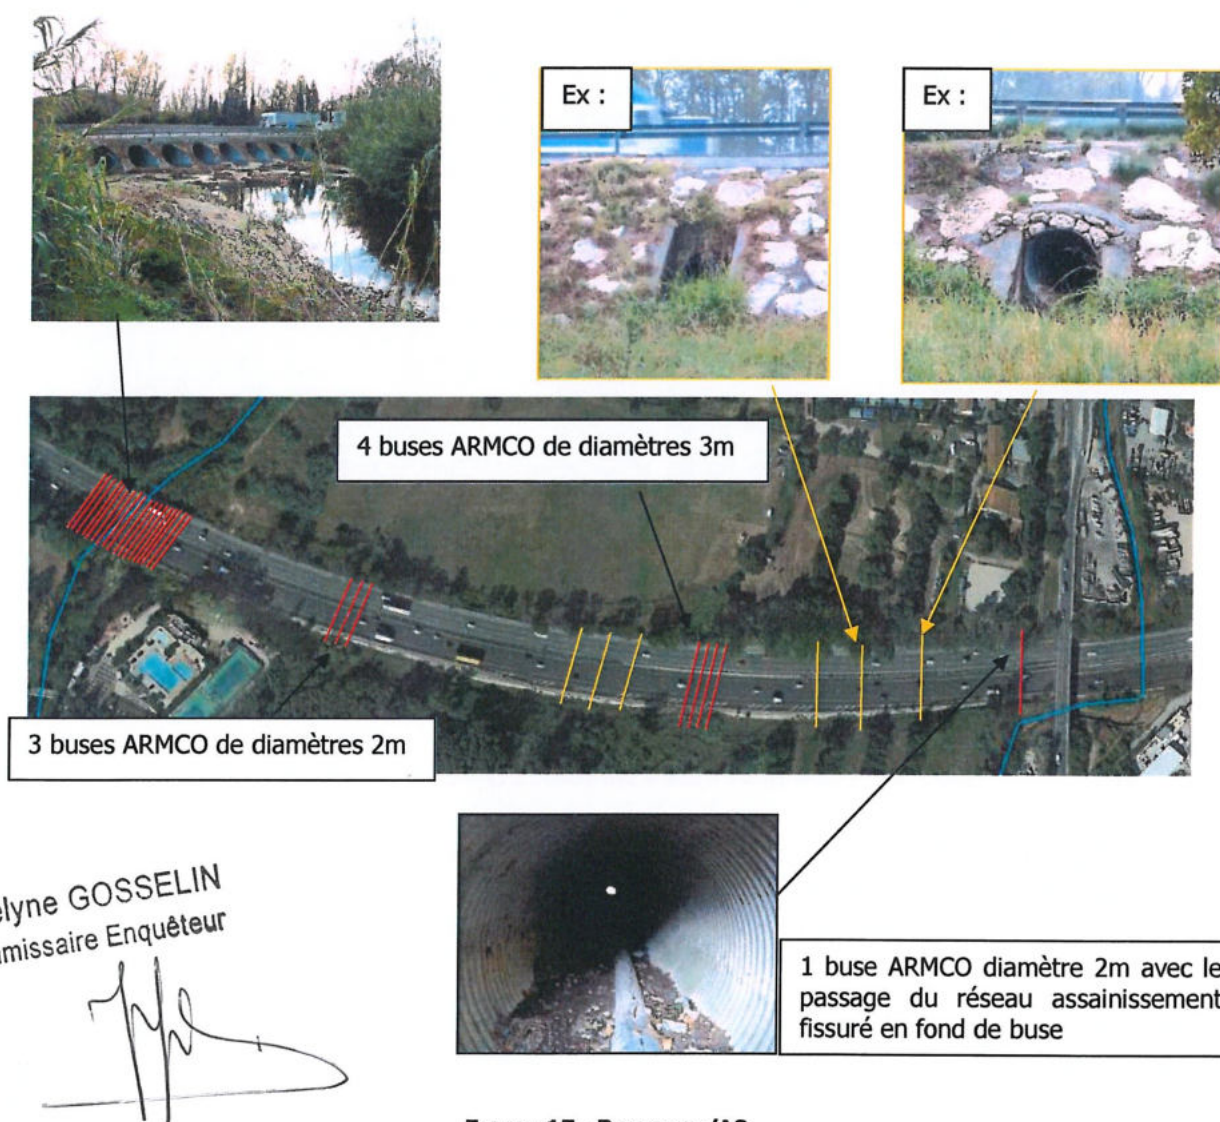 Ex :
Ex :
4 buses ARMCO de diamètres 3m
3 buses ARMCO de diamètres 2m
elyne GOSSELIN
mmissaire Enquêteur
1 buse ARMCO diamètre 2m avec le
passage du réseau assainissement
fissuré en fond de buse